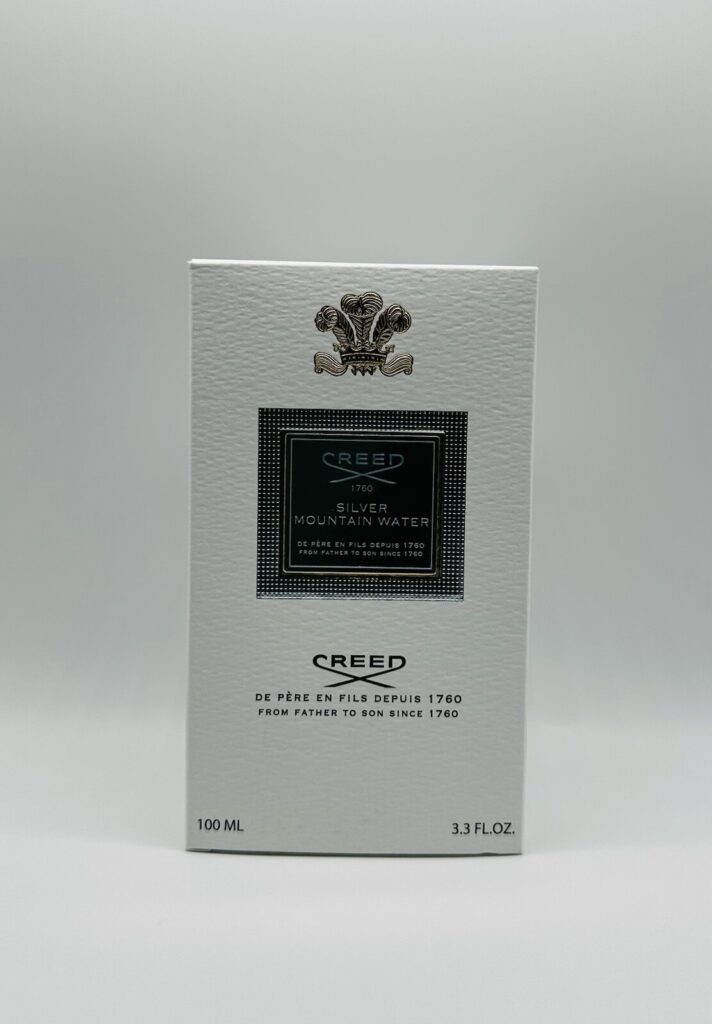 CREED
1760
SILVER
MOUNTAIN WATER
DE PÈRE EN FILS DEPUIS 1760
FROM FATHER TO SON SINCE 1760
CREED
DE PÈRE EN FILS DEPUIS 1760
FROM FATHER TO SON SINCE 1760
100 ML
3.3 FL.OZ.